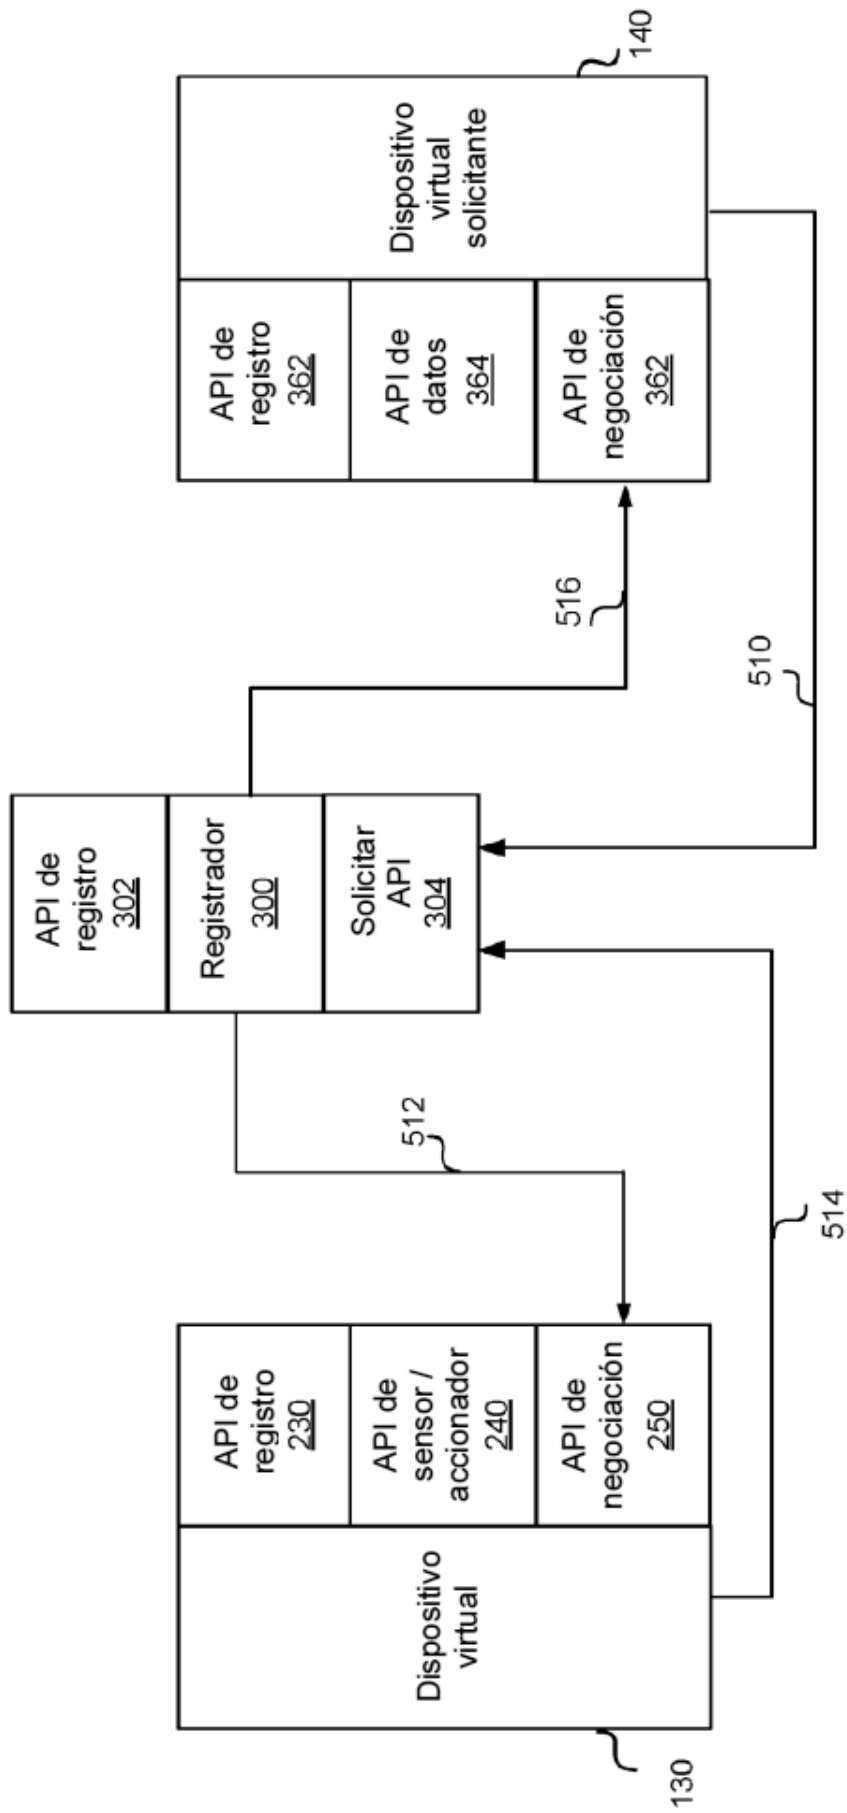 API de
registro
302
Registrador
300
Solicitar
API
304
API de
registro
230
API de
sensor /
accionador
240
API de
negociación
250
Dispositivo
virtual
130
512
514
API de
registro
362
API de
datos
364
API de
negociación
362
Dispositivo
virtual
solicitante
140
516
510